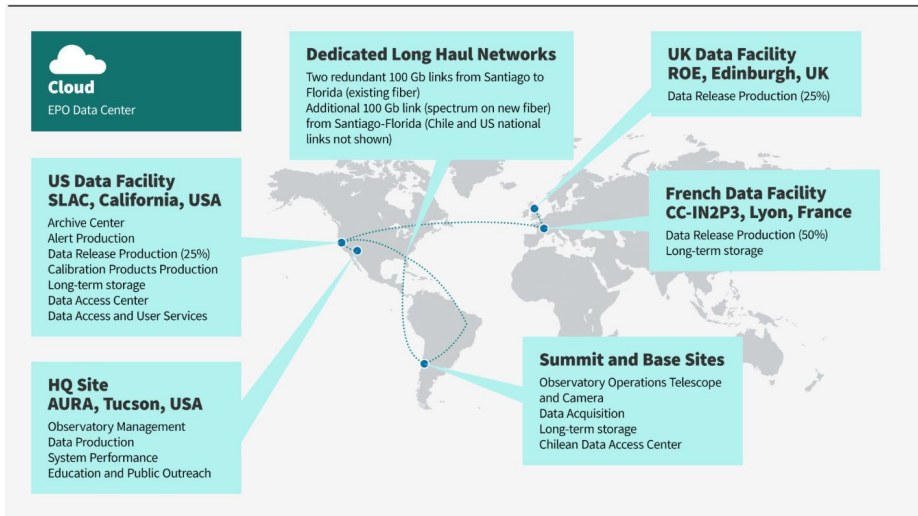 Cloud
EPO Data Center
Dedicated Long Haul Networks
Two redundant 100 Gb links from Santiago to
Florida (existing fiber)
Additional 100 Gb link (spectrum on new fiber)
from Santiago-Florida (Chile and US national
links not shown)
UK Data Facility
ROE, Edinburgh, UK
Data Release Production (25%)
US Data Facility
SLAC, California, USA
Archive Center
Alert Production
Data Release Production (25%)
Calibration Products Production
Long-term storage
Data Access Center
Data Access and User Services
French Data Facility
CC-IN2P3, Lyon, France
Data Release Production (50%)
Long-term storage
HQ Site
AURA, Tucson, USA
Observatory Management
Data Production
System Performance
Education and Public Outreach
Summit and Base Sites
Observatory Operations Telescope
and Camera
Data Acquisition
Long-term storage
Chilean Data Access Center